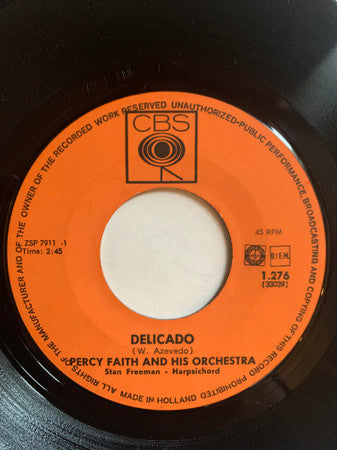 ALL RIGHTS OF THE MANUFACTURER AND OF THE OWNER OF THE RECORDED WORK RESERVED UNAUTHORIZED·PUBLIC PERFORMANCE, BROADCASTING AND COPYING OF THIS RECORD PROHIBITED
CBS
ZSP 7911 -1
Time: 2:45
45 RPM
B.I.E.M.
1.276
(33039)
DELICADO
(W. Azevedo)
PERCY FAITH AND HIS ORCHESTRA
Stan Freeman - Harpsichord
MADE IN HOLLAND